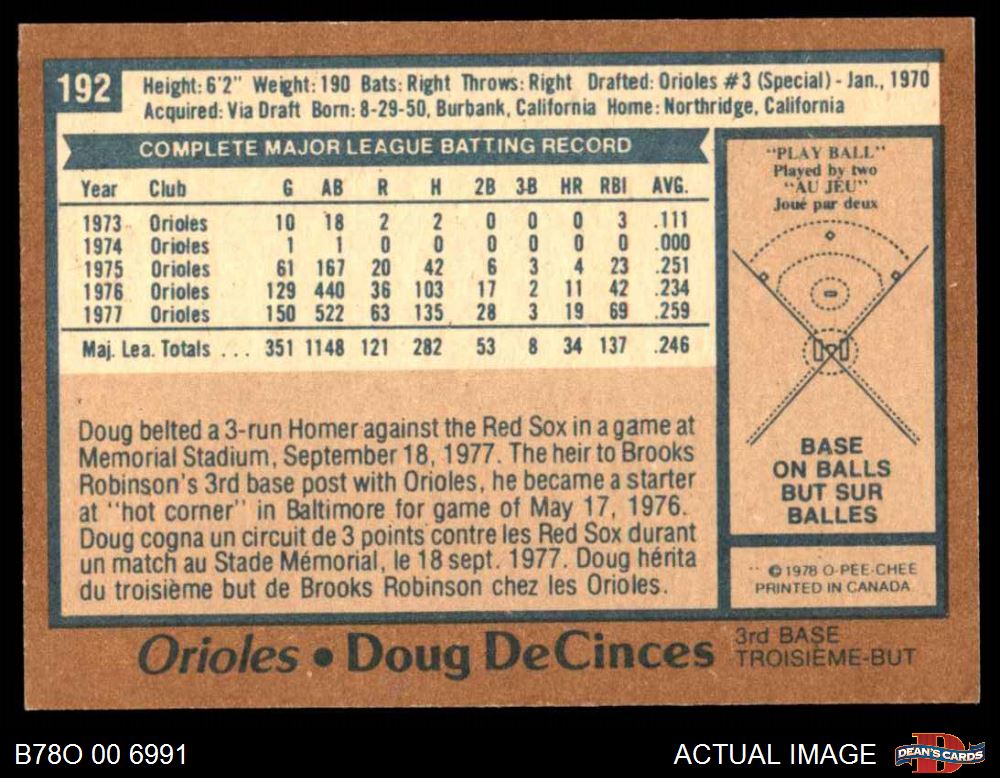 192
Height: 6'2" Weight: 190 Bats: Right Throws: Right Drafted: Orioles #3 (Special) - Jan., 1970
Acquired: Via Draft Born: 8-29-50, Burbank, California Home: Northridge, California
COMPLETE MAJOR LEAGUE BATTING RECORD
Year Club G AB R H 2B 3-B HR RBI AVG.
1973 Orioles 10 18 2 2 0 0 0 3 .111
1974 Orioles 1 1 0 0 0 0 0 0 .000
1975 Orioles 61 167 20 42 6 3 4 23 .251
1976 Orioles 129 440 36 103 17 2 11 42 .234
1977 Orioles 150 522 63 135 28 3 19 69 .259
Maj. Lea. Totals ... 351 1148 121 282 53 8 34 137 .246
Doug belted a 3-run Homer against the Red Sox in a game at
Memorial Stadium, September 18, 1977. The heir to Brooks
Robinson's 3rd base post with Orioles, he became a starter
at "hot corner" in Baltimore for game of May 17, 1976.
Doug cogna un circuit de 3 points contre les Red Sox durant
un match au Stade Mémorial, le 18 sept. 1977. Doug hérita
du troisième but de Brooks Robinson chez les Orioles.
"PLAY BALL"
Played by two
"AU JEU"
Joué par deux
BASE
ON BALLS
BUT SUR
BALLES
© 1978 O-PEE-CHEE
PRINTED IN CANADA
Orioles • Doug DeCinces
3rd BASE
TROISIEME-BUT
B78O 00 6991
ACTUAL IMAGE
DEAN'S CARDS